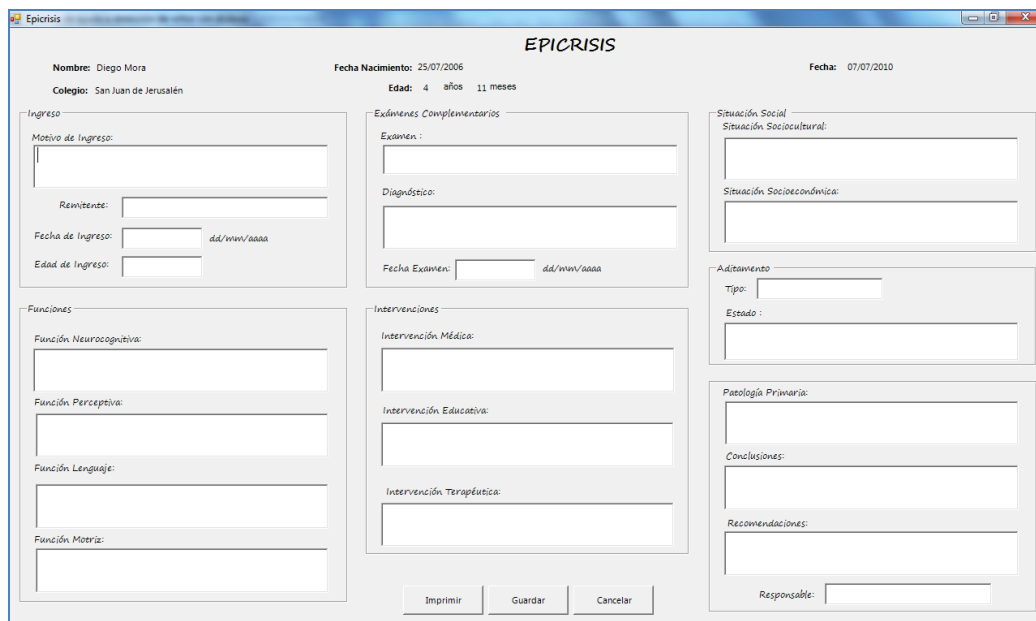 Epicrisis
EPICRISIS
Nombre: Diego Mora
Fecha Nacimiento: 25/07/2006
Fecha: 07/07/2010
Colegio: San Juan de Jerusalén
Edad: 4 años 11 meses
Ingreso
Motivo de Ingreso:
Remitente:
Fecha de Ingreso: dd/mm/aaaa
Edad de Ingreso:
Funciones
Función Neurocognitiva:
Función Perceptiva:
Función Lenguaje:
Función Motriz:
Exámenes Complementarios
Examen :
Diagnóstico:
Fecha Examen: dd/mm/aaaa
Intervenciones
Intervención Médica:
Intervención Educativa:
Intervención Terapéutica:
Situación Social
Situación Sociocultural:
Situación Socioeconómica:
Aditamento
Tipo:
Estado :
Patología Primaria:
Conclusiones:
Recomendaciones:
Responsable:
Imprimir
Guardar
Cancelar